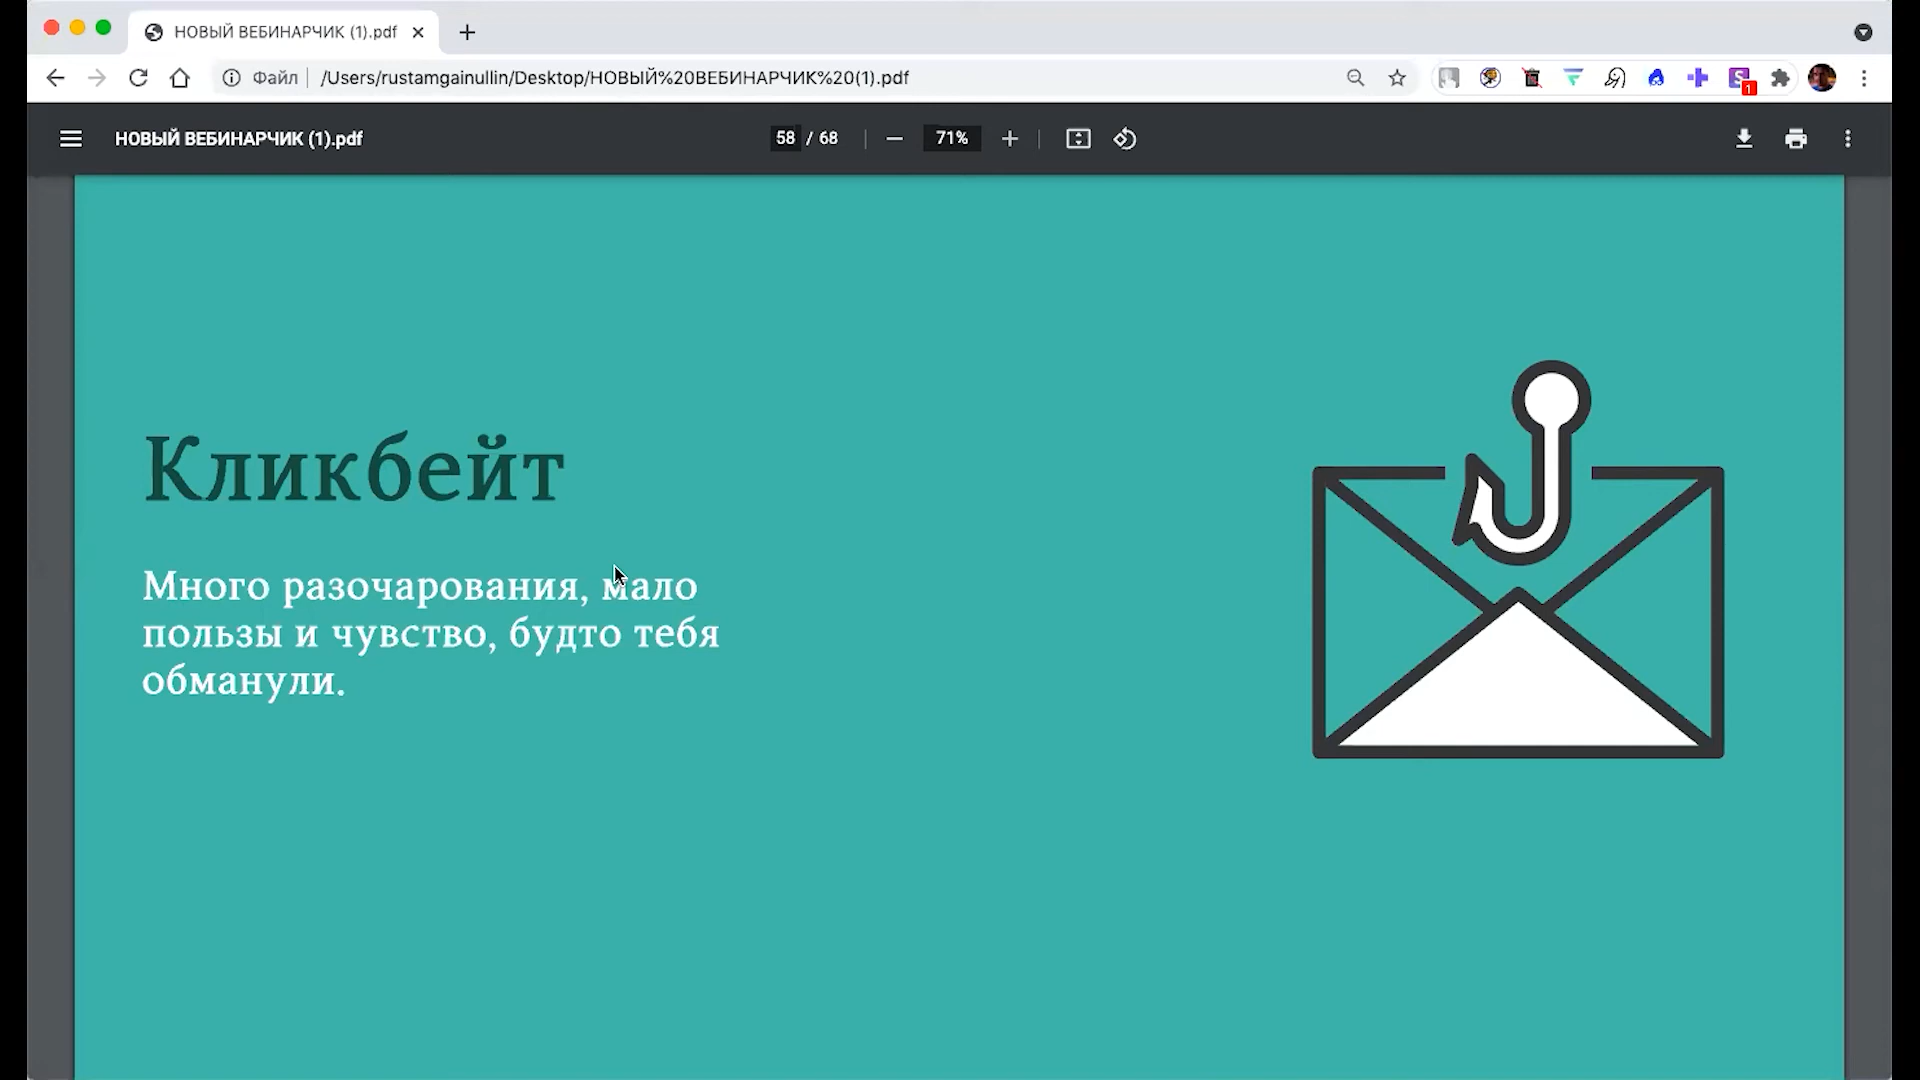 НОВЫЙ ВЕБИНАРЧИК (1).pdf
Файл /Users/rustamgainullin/Desktop/НОВЫЙ%20ВЕБИНАРЧИК%20(1).pdf
1
НОВЫЙ ВЕБИНАРЧИК (1).pdf
58 / 68
71%
Кликбейт
Много разочарования, мало
пользы и чувство, будто тебя
обманули.